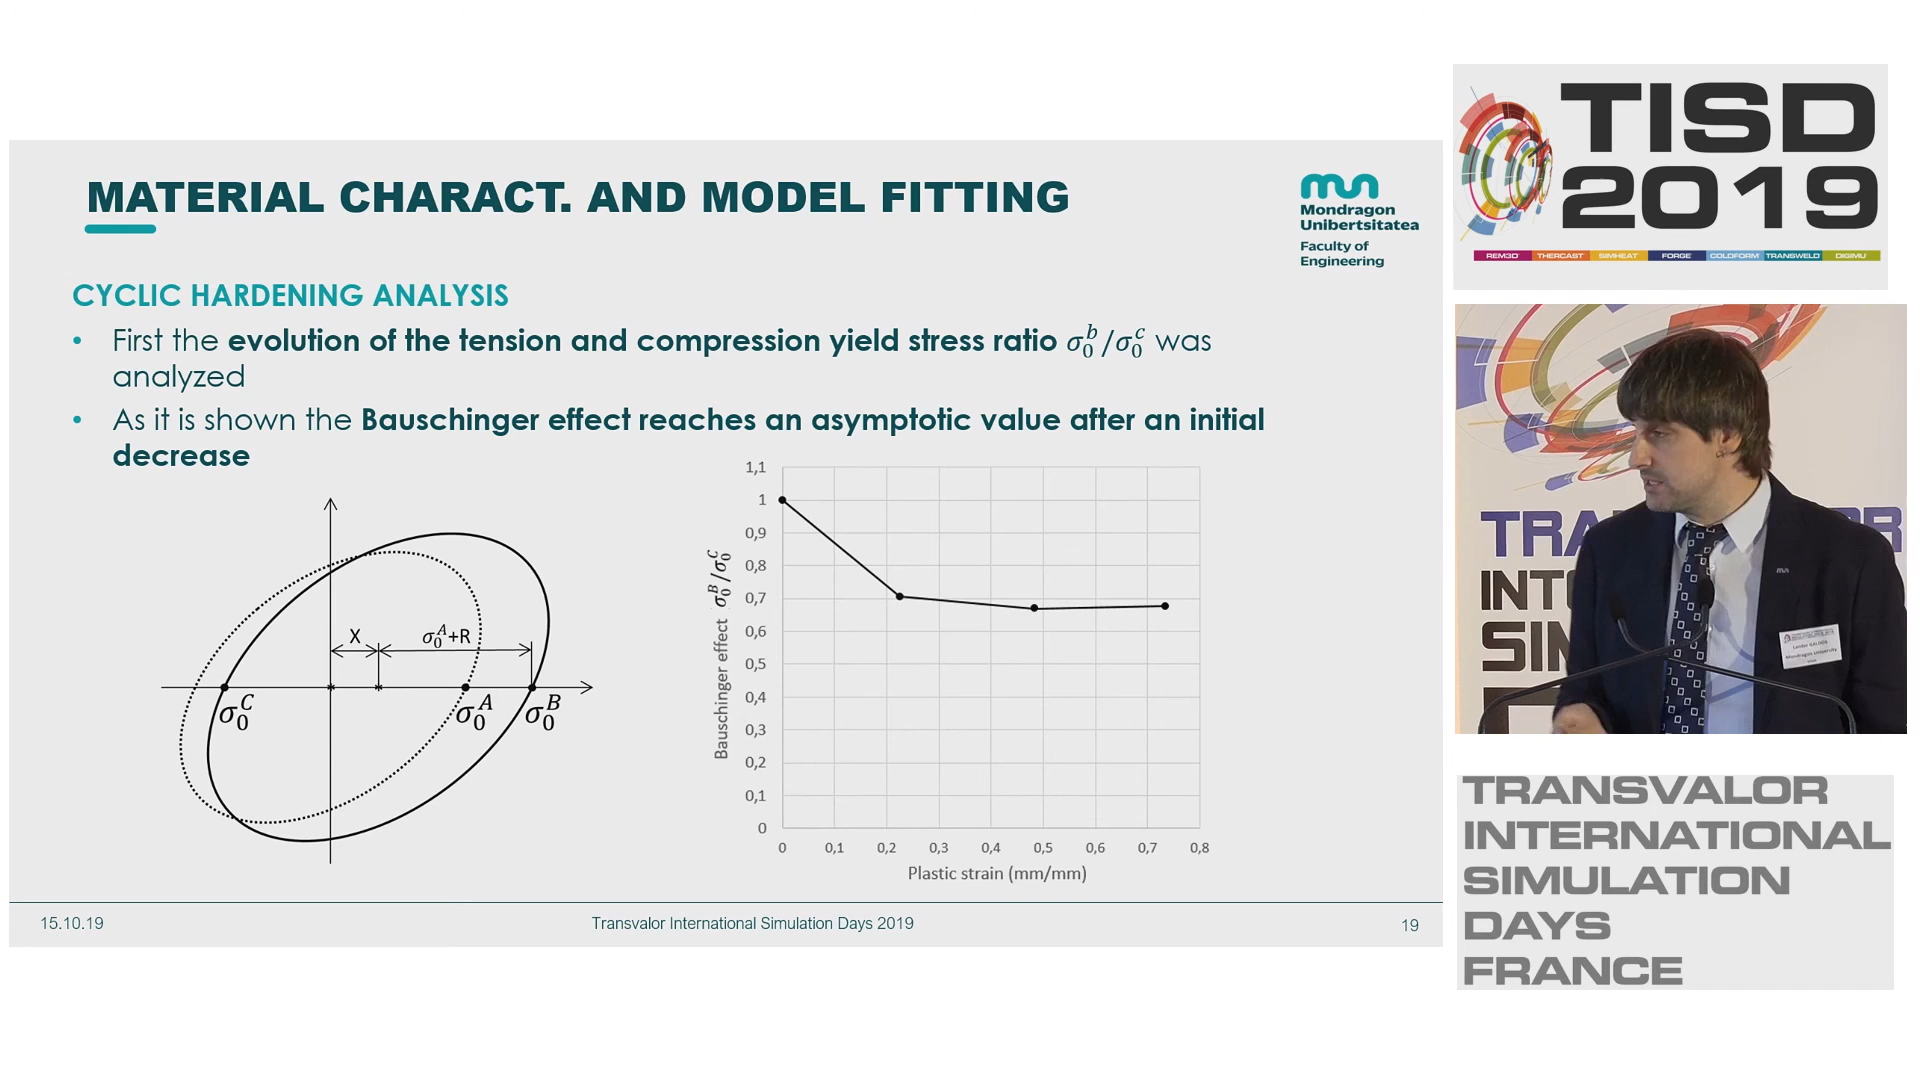 MATERIAL CHARACT. AND MODEL FITTING
mun
Mondragon
Unibertsitatea
Faculty of
Engineering
CYCLIC HARDENING ANALYSIS
• First the evolution of the tension and compression yield stress ratio σ₀ᵇ/σ₀ᶜ was
analyzed
• As it is shown the Bauschinger effect reaches an asymptotic value after an initial
decrease
X
σ₀ᴬ+R
σ₀ᶜ
σ₀ᴬ
σ₀ᴮ
Bauschinger effect σ₀ᴮ/σ₀ᶜ
1,1
1
0,9
0,8
0,7
0,6
0,5
0,4
0,3
0,2
0,1
0
0 0,1 0,2 0,3 0,4 0,5 0,6 0,7 0,8
Plastic strain (mm/mm)
15.10.19
Transvalor International Simulation Days 2019
19
TISD
2019
REM3D THERCAST SIMHEAT FORGE COLDFORM TRANSWELD DIGIMU
TRA
INT
SIM
Mondragon University
TRANSVALOR
INTERNATIONAL
SIMULATION
DAYS
FRANCE